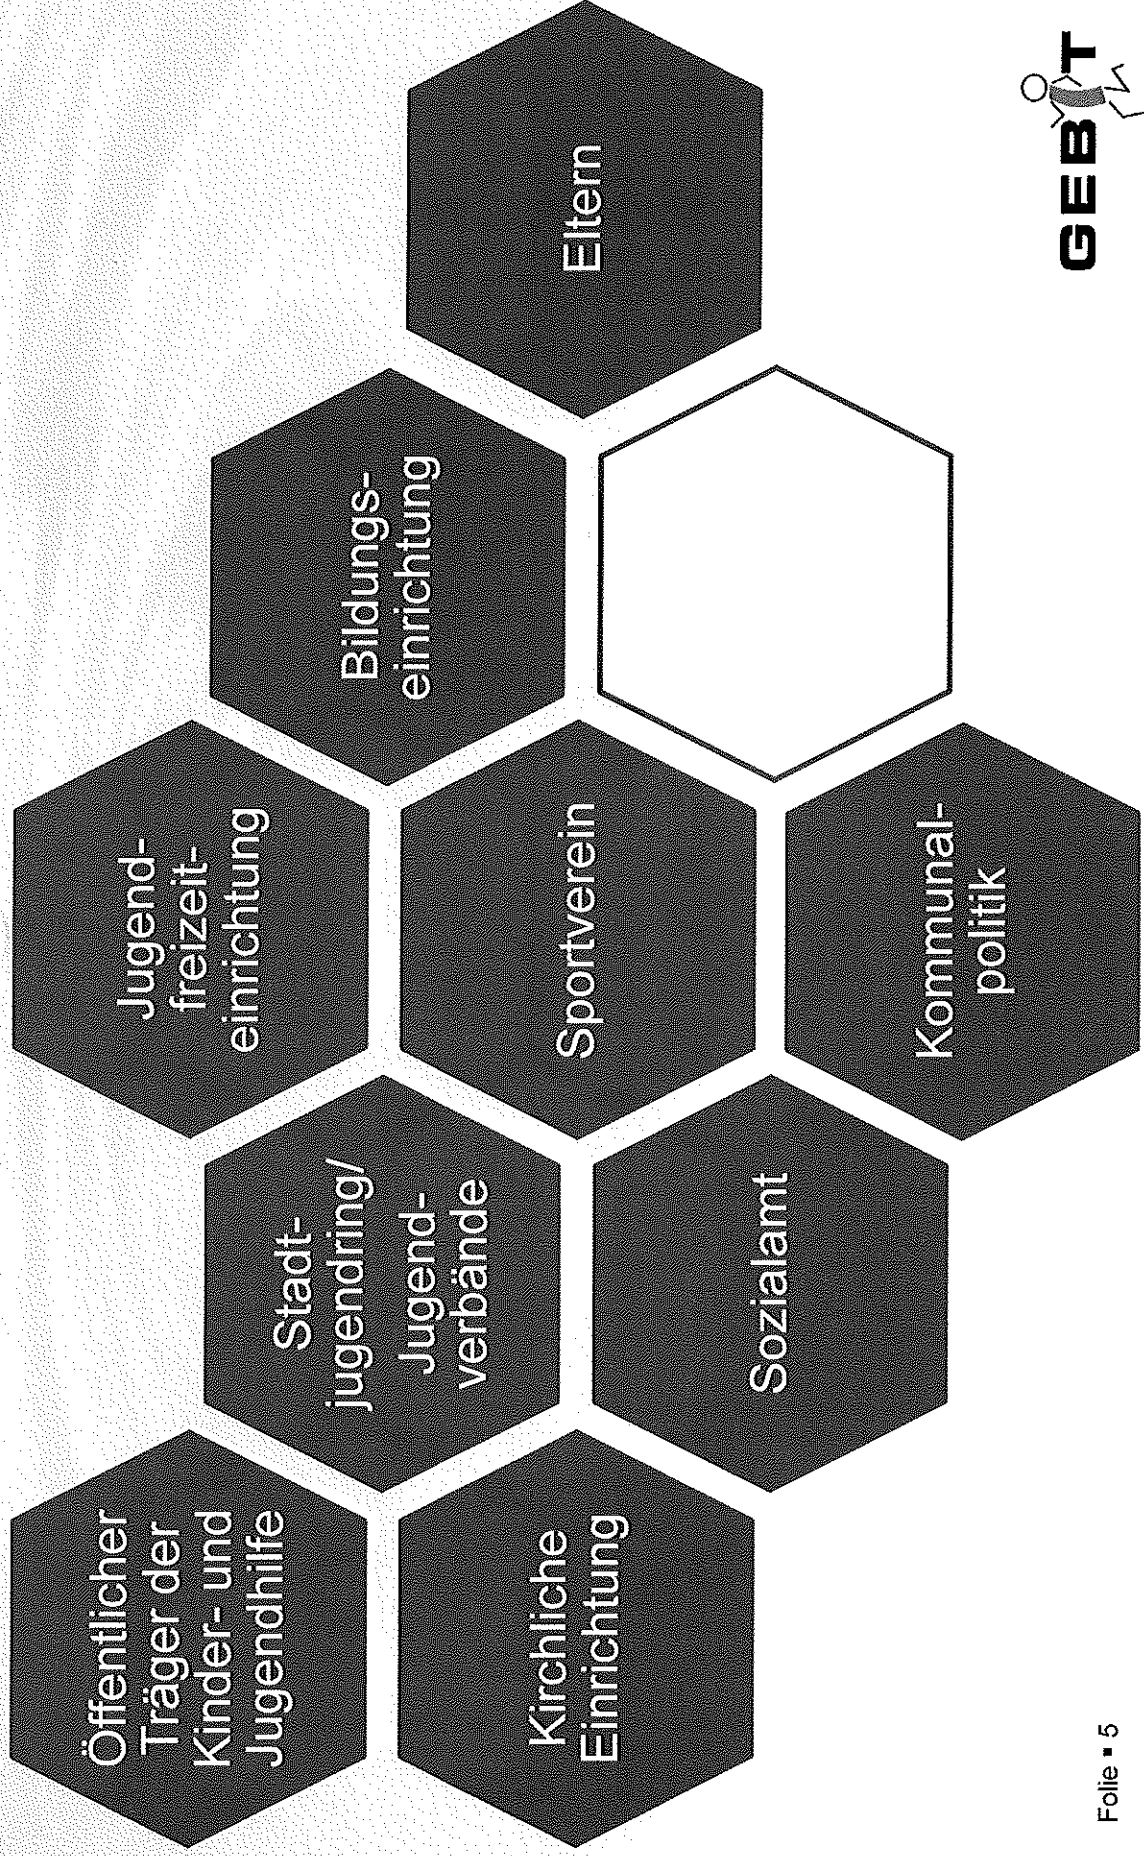 Öffentlicher
Träger der
Kinder- und
Jugendhilfe
Stadt-
jugendring/
Jugend-
verbände
Jugend-
freizeit-
einrichtung
Bildungs-
einrichtung
Eltern
Kirchliche
Einrichtung
Sozialamt
Sportverein
Kommunal-
politik
Folie ▪ 5
GEBIT